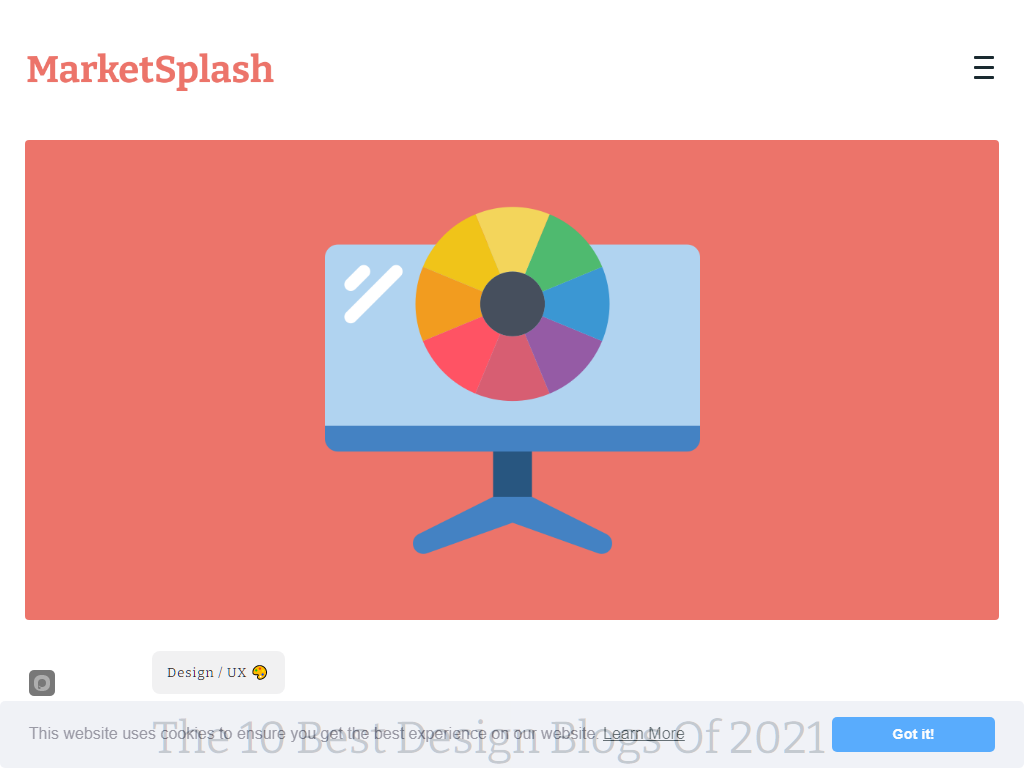 MarketSplash
Design / UX 🎨
The 10 Best Design Blogs Of 2021
This website uses cookies to ensure you get the best experience on our website. Learn More
Got it!